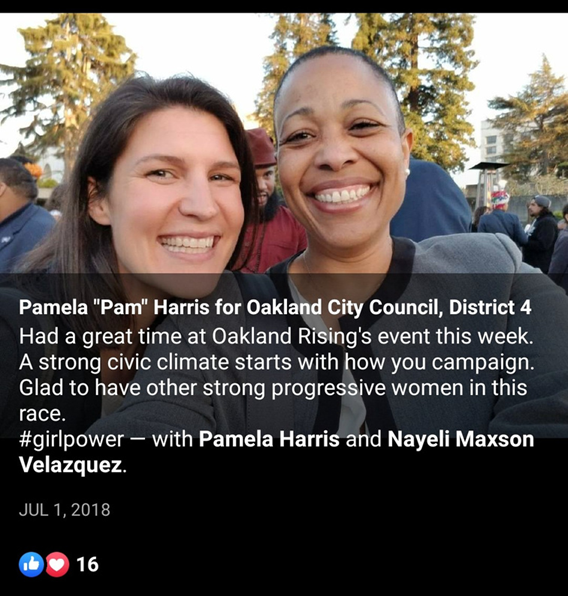 Pamela "Pam" Harris for Oakland City Council, District 4
Had a great time at Oakland Rising's event this week.
A strong civic climate starts with how you campaign.
Glad to have other strong progressive women in this
race.
#girlpower — with Pamela Harris and Nayeli Maxson
Velazquez.
JUL 1, 2018
16